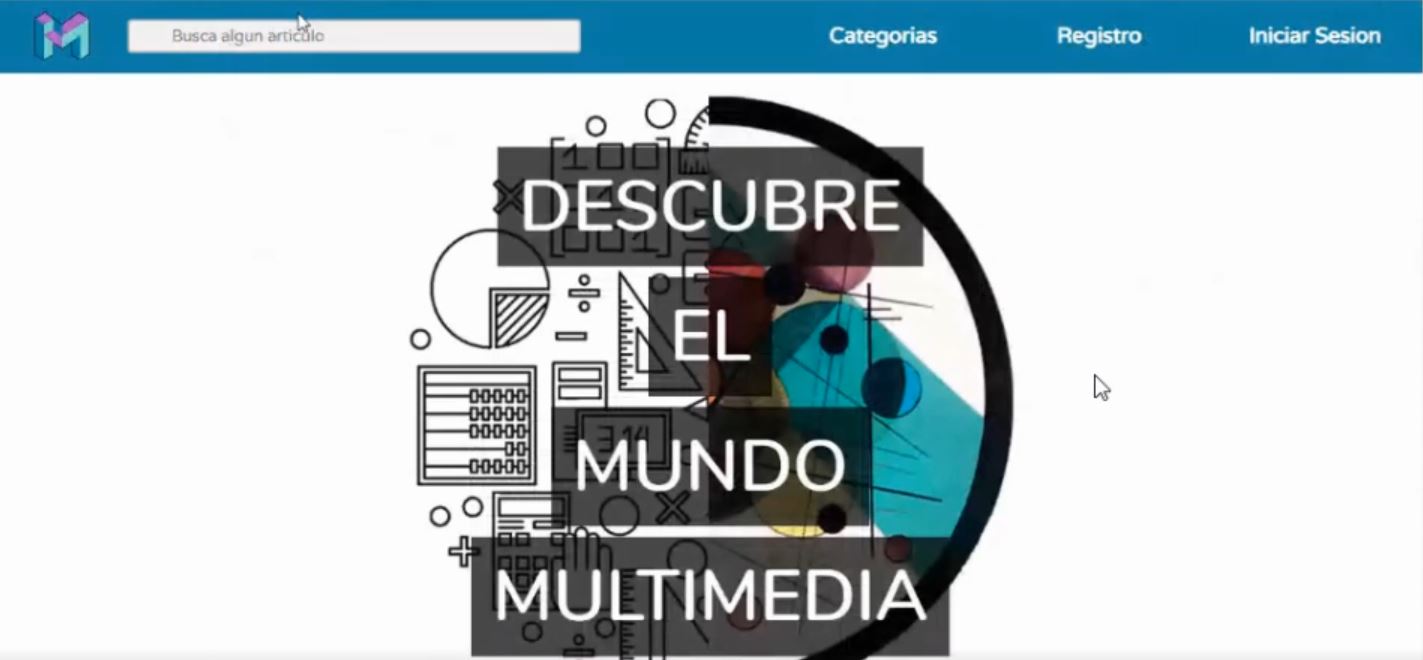 Busca algun articulo
Categorias
Registro
Iniciar Sesion
DESCUBRE
EL
MUNDO
MULTIMEDIA